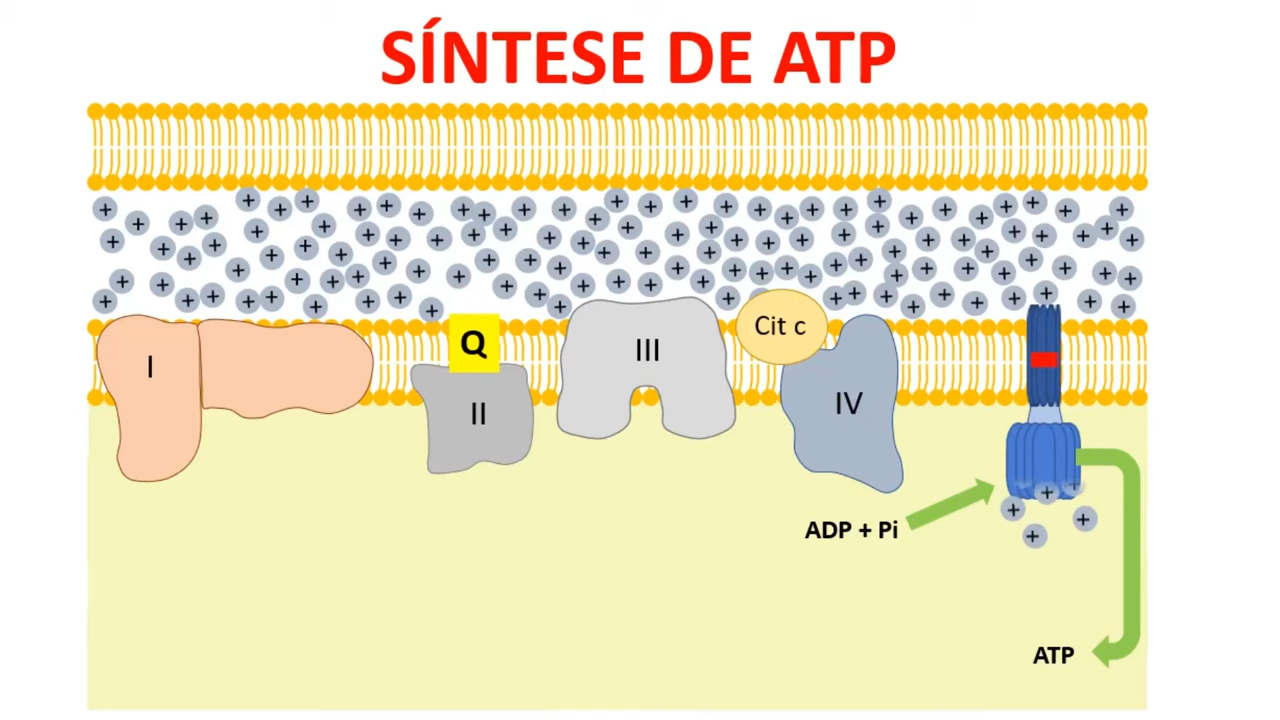 SÍNTESE DE ATP
I
Q
II
III
Cit c
IV
ADP + Pi
ATP